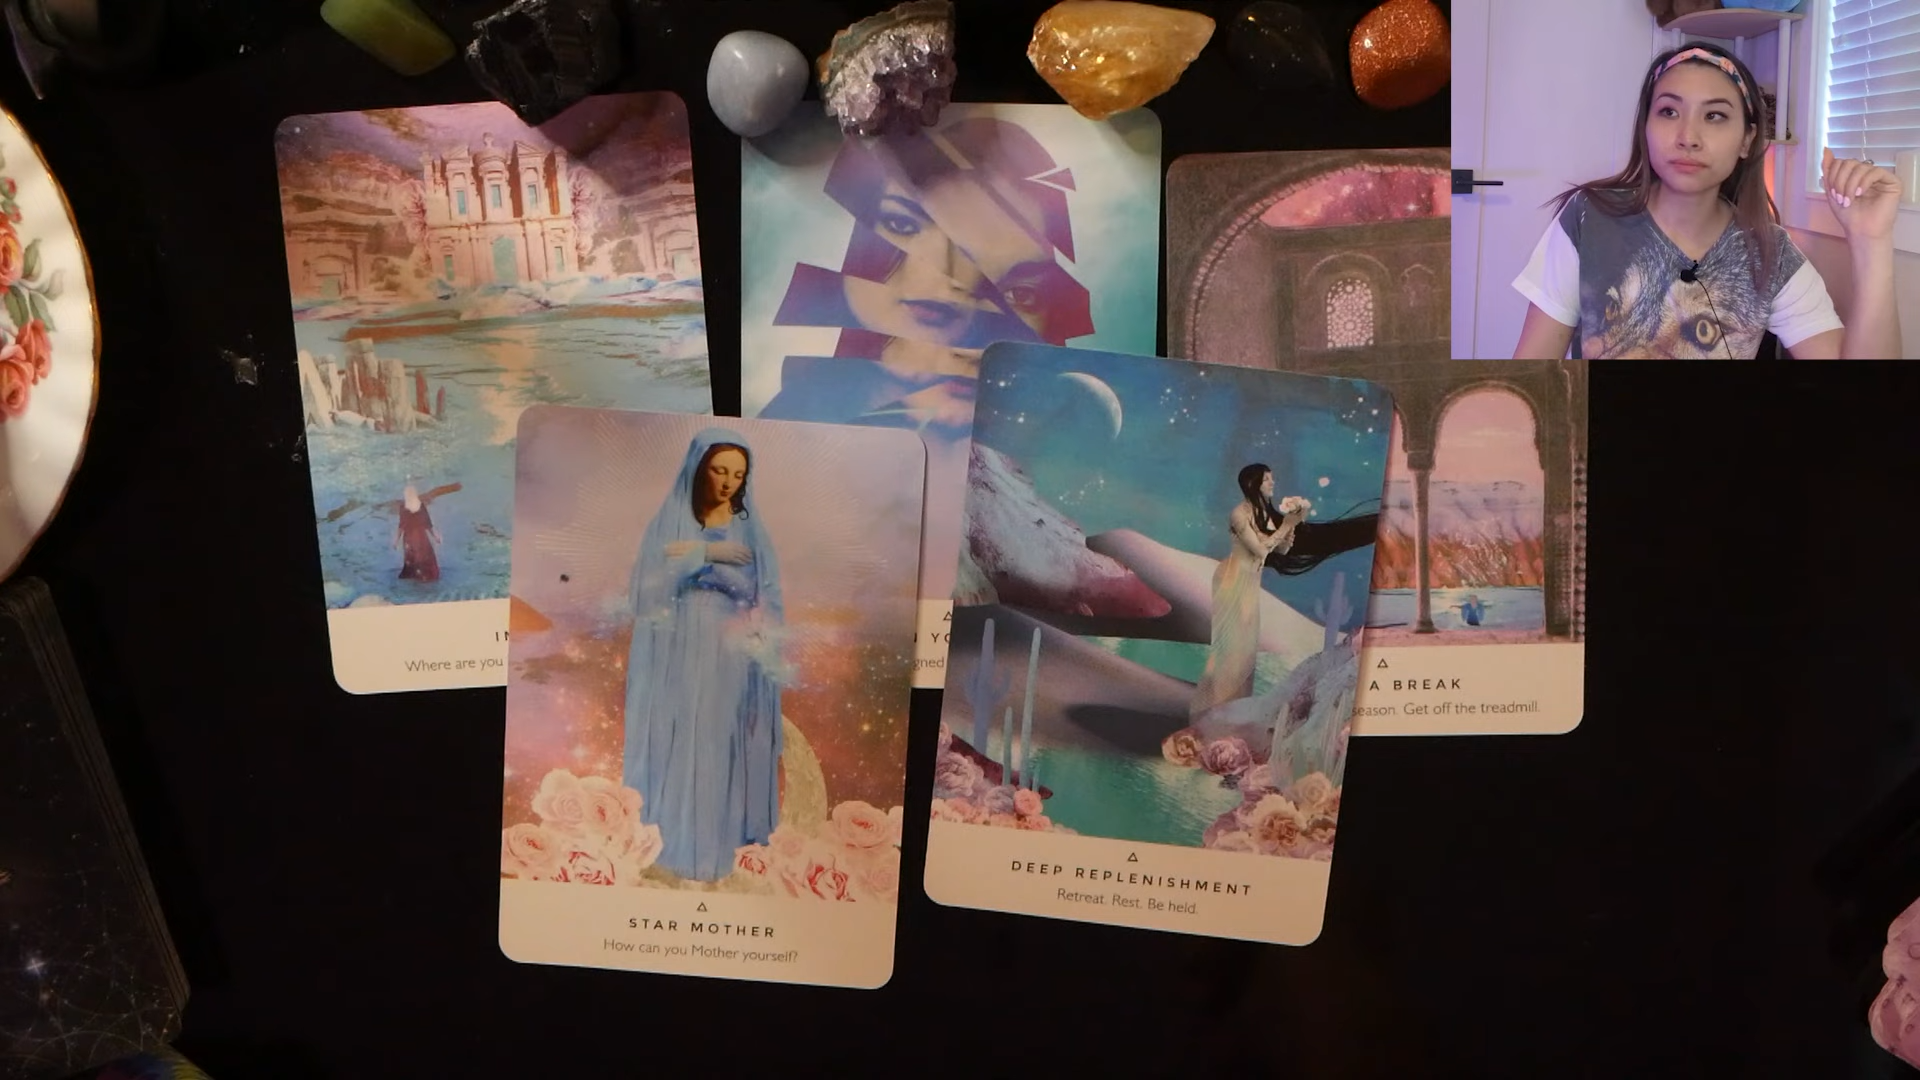 Where are you
A BREAK
season. Get off the treadmill.
DEEP REPLENISHMENT
Retreat. Rest. Be held.
STAR MOTHER
How can you Mother yourself?